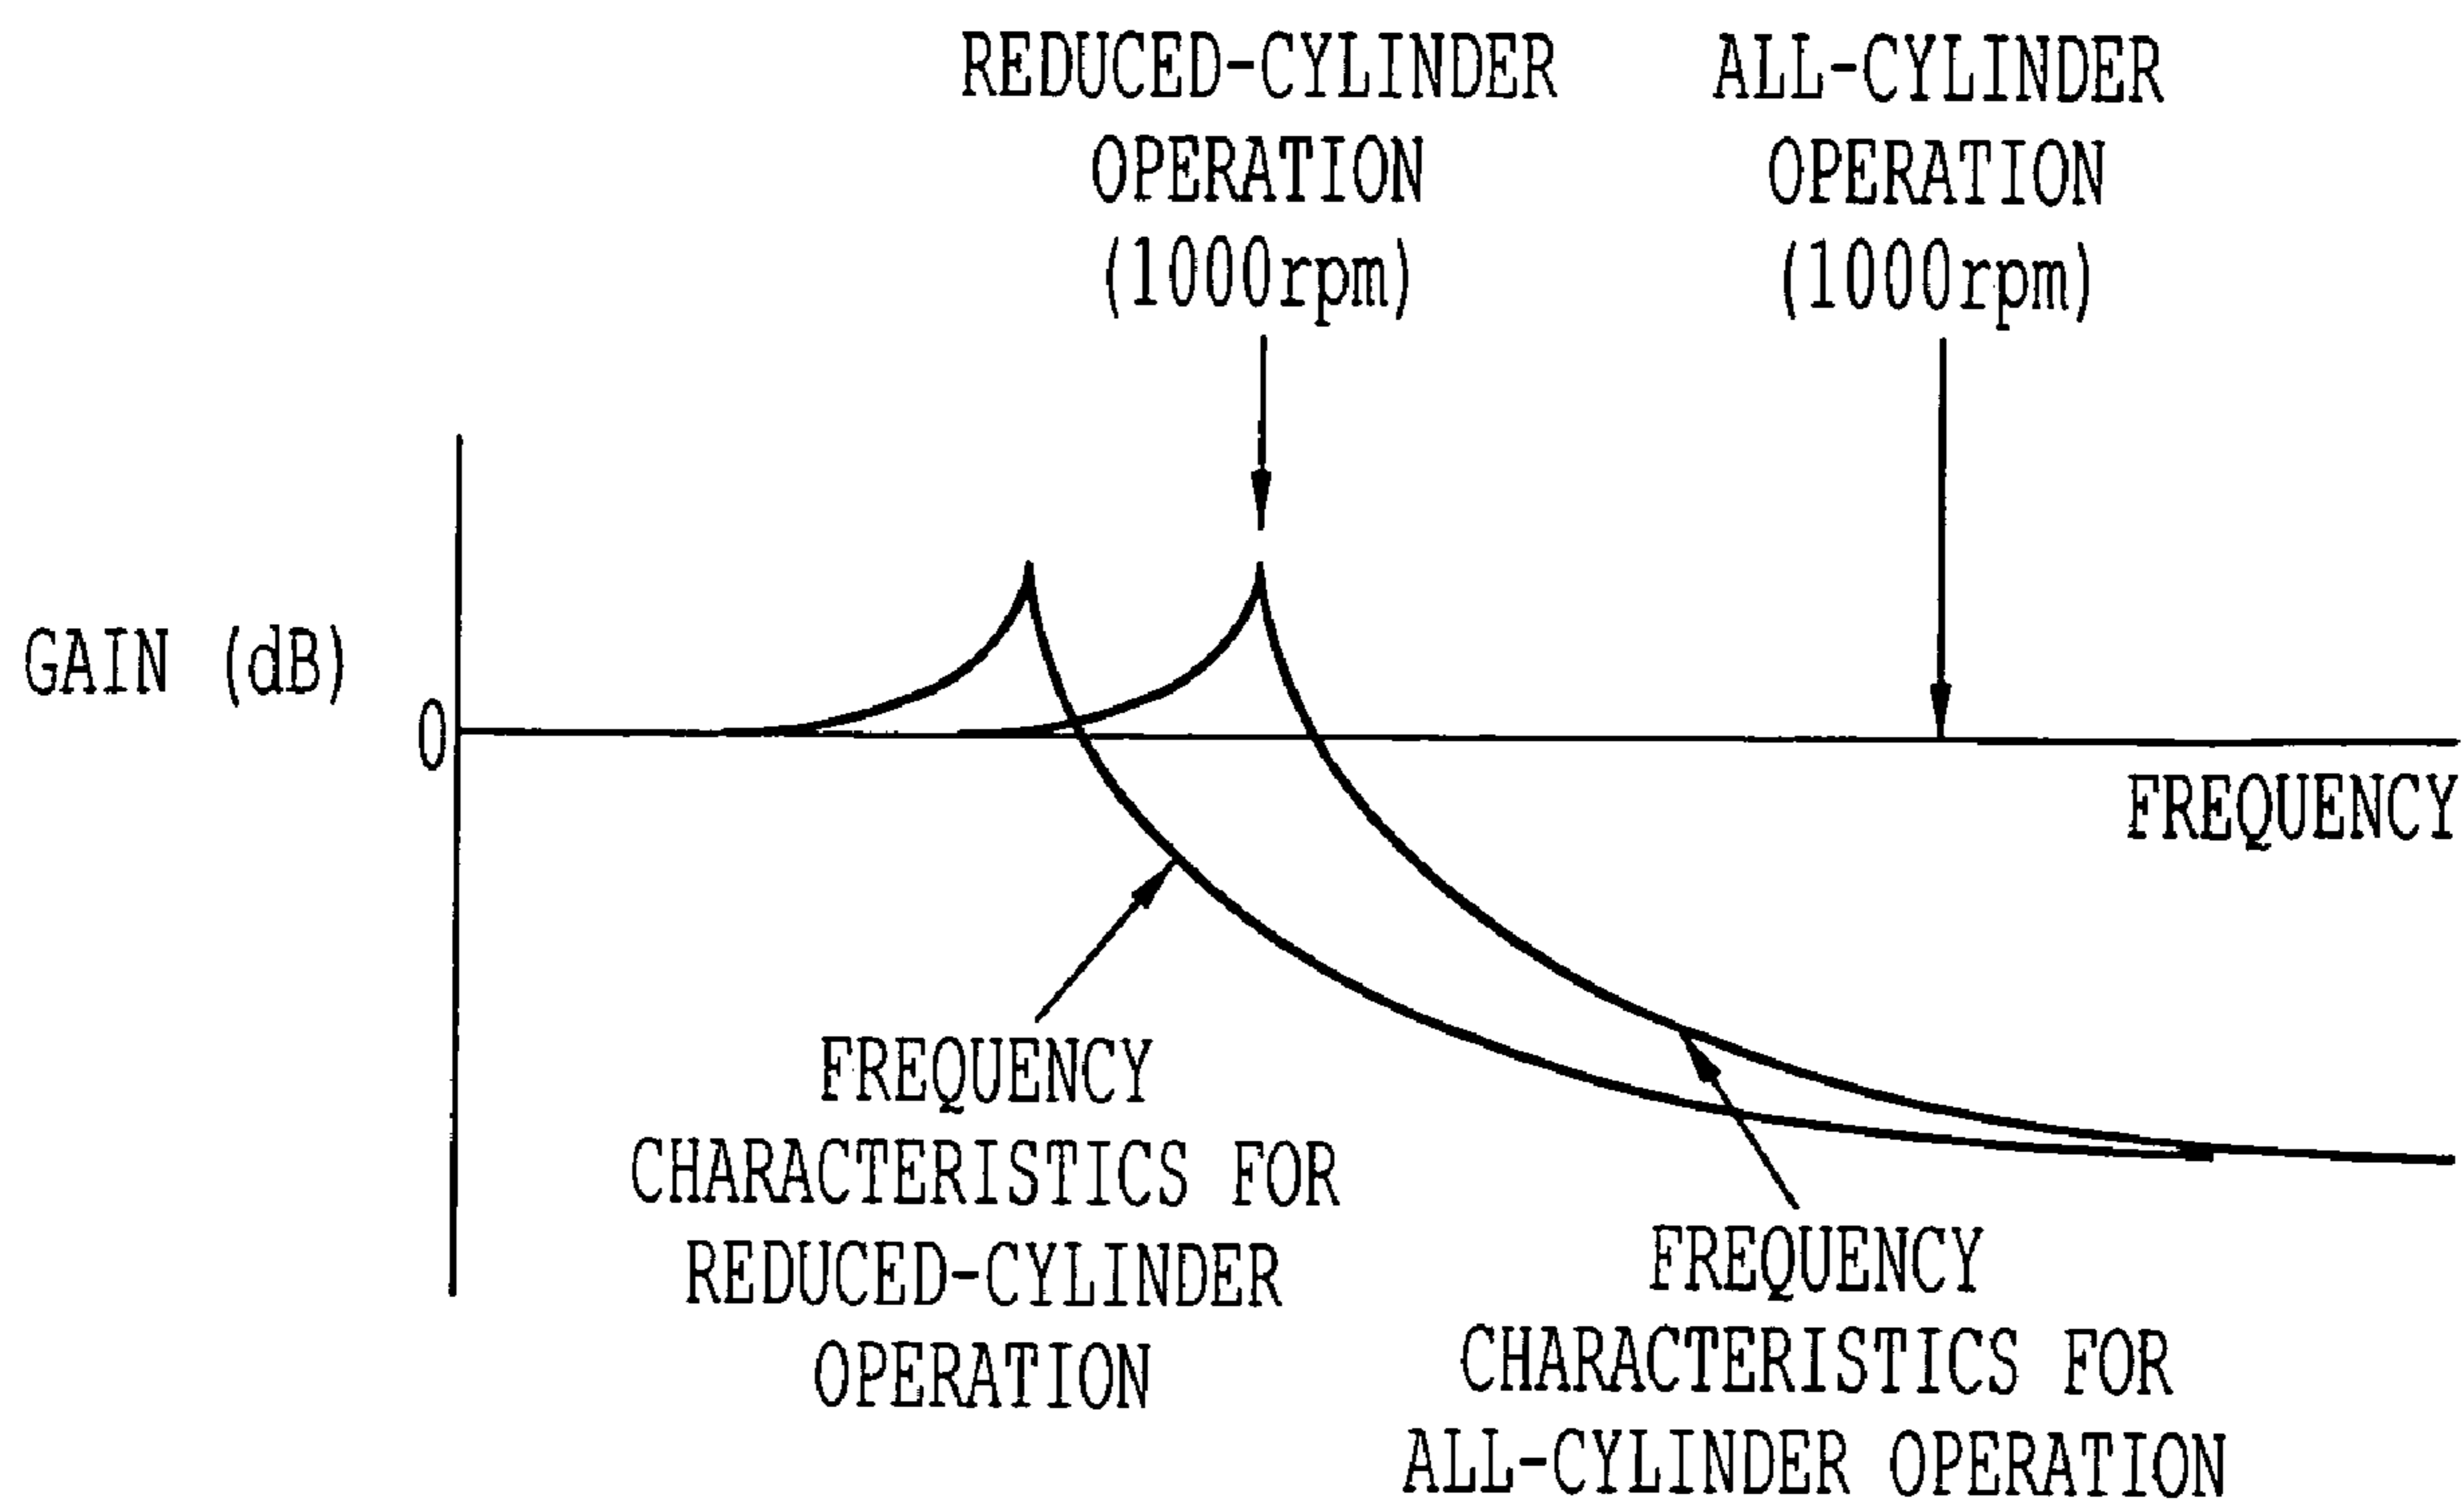 REDUCED-CYLINDER
OPERATION
(1000rpm)
ALL-CYLINDER
OPERATION
(1000rpm)
GAIN (dB)
0
FREQUENCY
FREQUENCY
CHARACTERISTICS FOR
REDUCED-CYLINDER
OPERATION
FREQUENCY
CHARACTERISTICS FOR
ALL-CYLINDER OPERATION